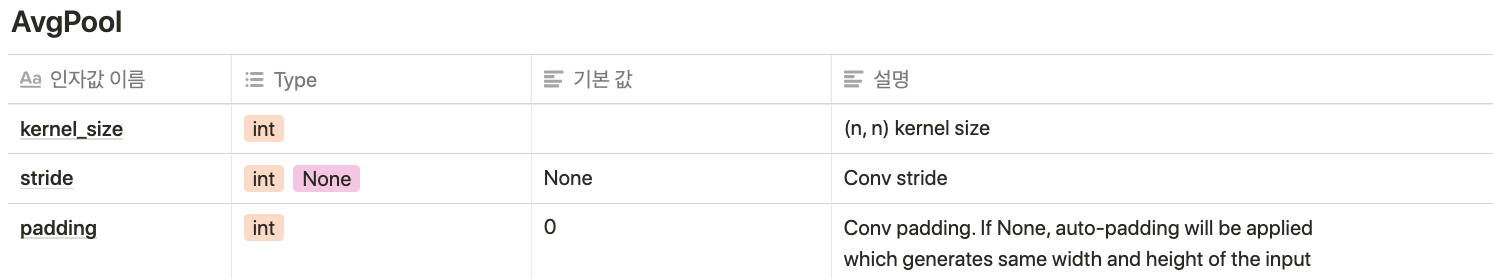 AvgPool
Aa 인자값 이름 Type 기본 값 설명
kernel_size int (n, n) kernel size
stride int None None Conv stride
padding int 0 Conv padding. If None, auto-padding will be applied
which generates same width and height of the input